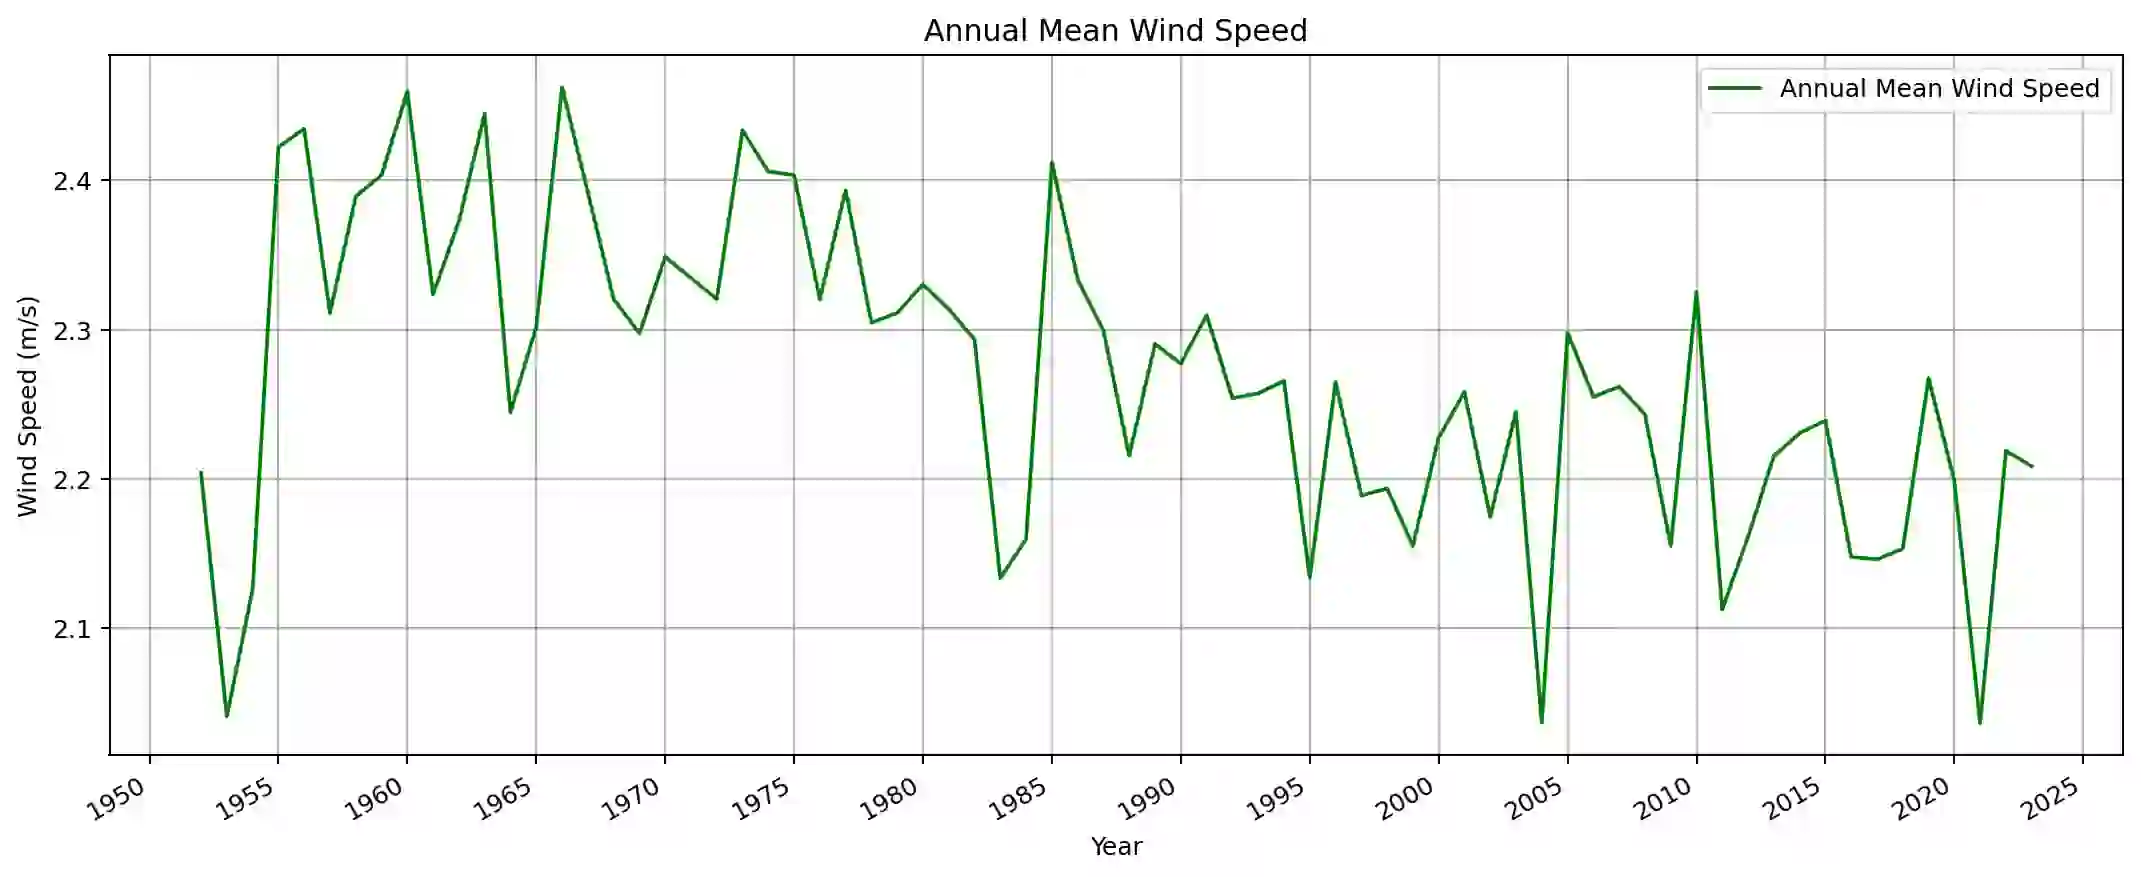 Annual Mean Wind Speed
Annual Mean Wind Speed
Wind Speed (m/s)
2.4
2.3
2.2
2.1
1950 1955 1960 1965 1970 1975 1980 1985 1990 1995 2000 2005 2010 2015 2020 2025
Year